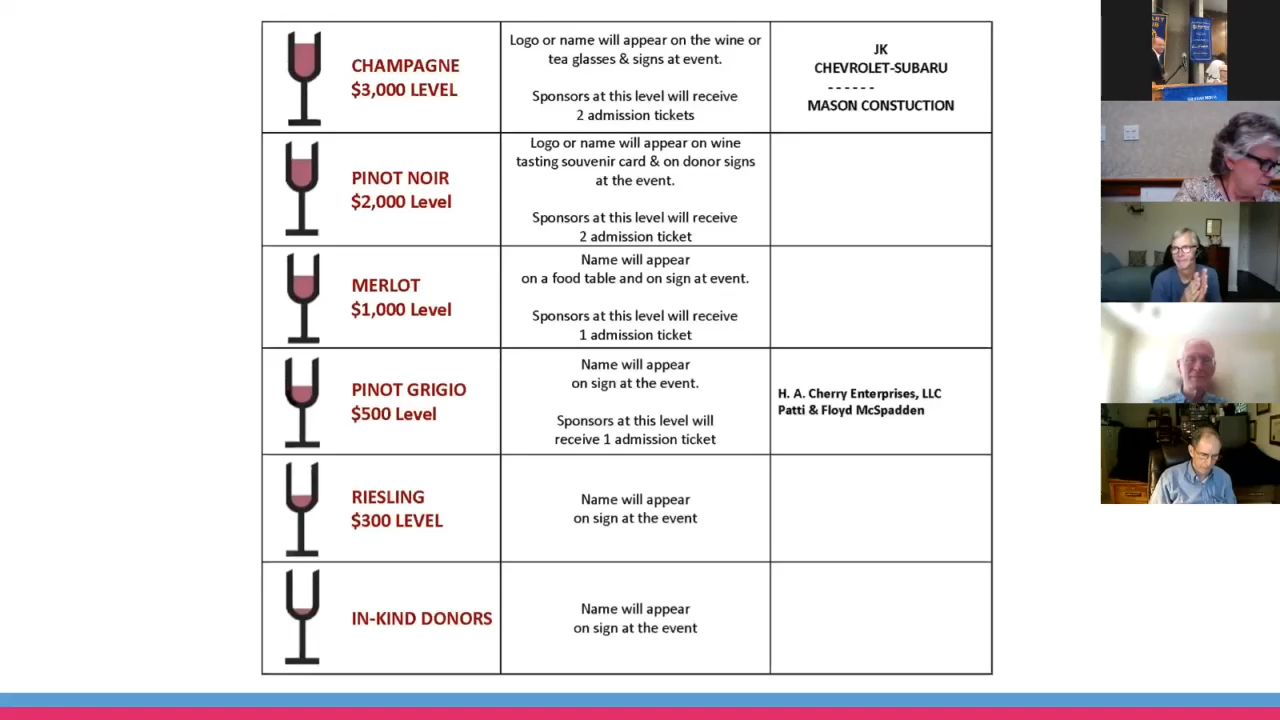 CHAMPAGNE
$3,000 LEVEL
Logo or name will appear on the wine or
tea glasses & signs at event.
Sponsors at this level will receive
2 admission tickets
JK
CHEVROLET-SUBARU
------
MASON CONSTUCTION
PINOT NOIR
$2,000 Level
Logo or name will appear on wine
tasting souvenir card & on donor signs
at the event.
Sponsors at this level will receive
2 admission ticket
MERLOT
$1,000 Level
Name will appear
on a food table and on sign at event.
Sponsors at this level will receive
1 admission ticket
PINOT GRIGIO
$500 Level
Name will appear
on sign at the event.
Sponsors at this level will
receive 1 admission ticket
H. A. Cherry Enterprises, LLC
Patti & Floyd McSpadden
RIESLING
$300 LEVEL
Name will appear
on sign at the event
IN-KIND DONORS
Name will appear
on sign at the event